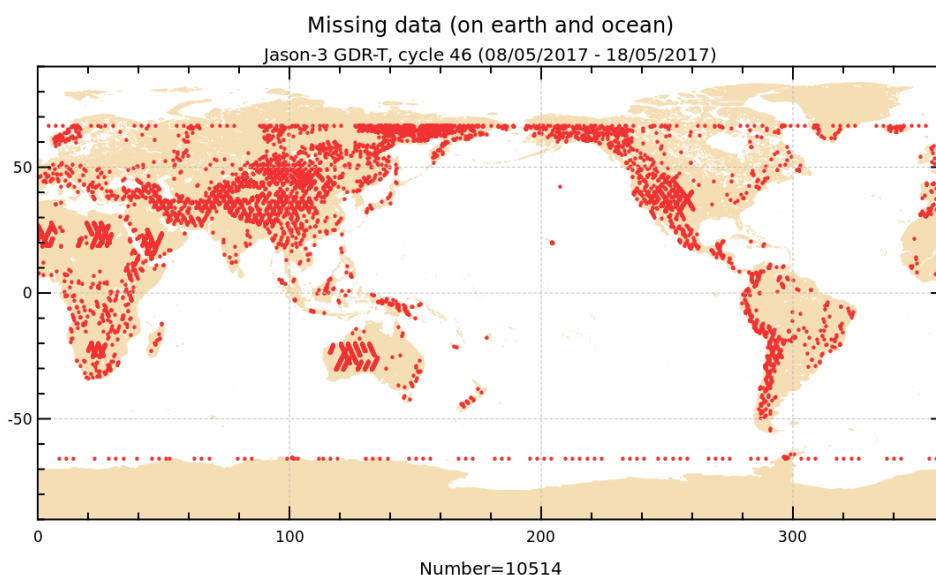 Missing data (on earth and ocean)
Jason-3 GDR-T, cycle 46 (08/05/2017 - 18/05/2017)
50
0
-50
0 100 200 300
Number=10514